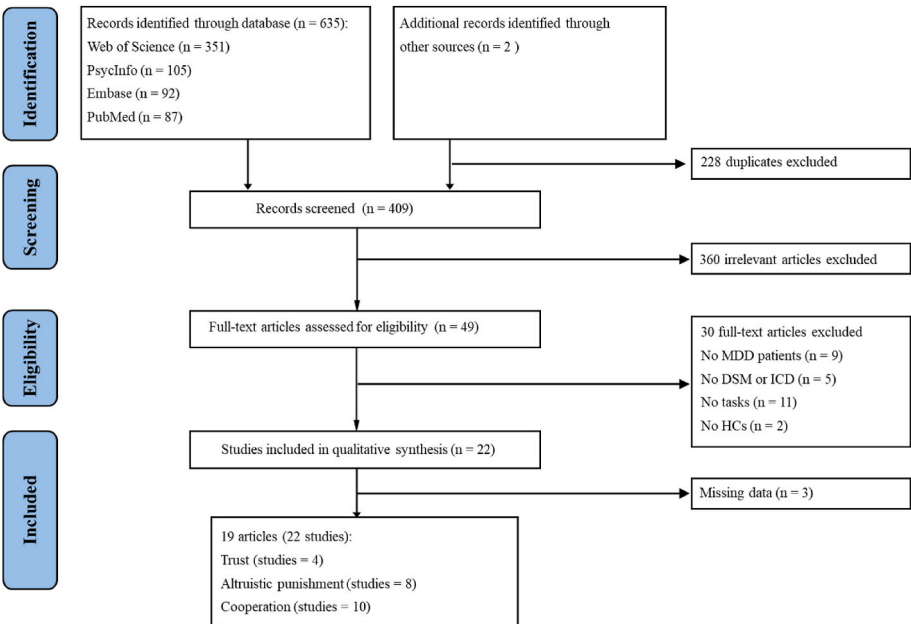 Identification
Records identified through database (n = 635):
Web of Science (n = 351)
PsycInfo (n = 105)
Embase (n = 92)
PubMed (n = 87)
Additional records identified through
other sources (n = 2 )
228 duplicates excluded
Screening
Records screened (n = 409)
360 irrelevant articles excluded
Eligibility
Full-text articles assessed for eligibility (n = 49)
30 full-text articles excluded
No MDD patients (n = 9)
No DSM or ICD (n = 5)
No tasks (n = 11)
No HCs (n = 2)
Included
Studies included in qualitative synthesis (n = 22)
Missing data (n = 3)
19 articles (22 studies):
Trust (studies = 4)
Altruistic punishment (studies = 8)
Cooperation (studies = 10)